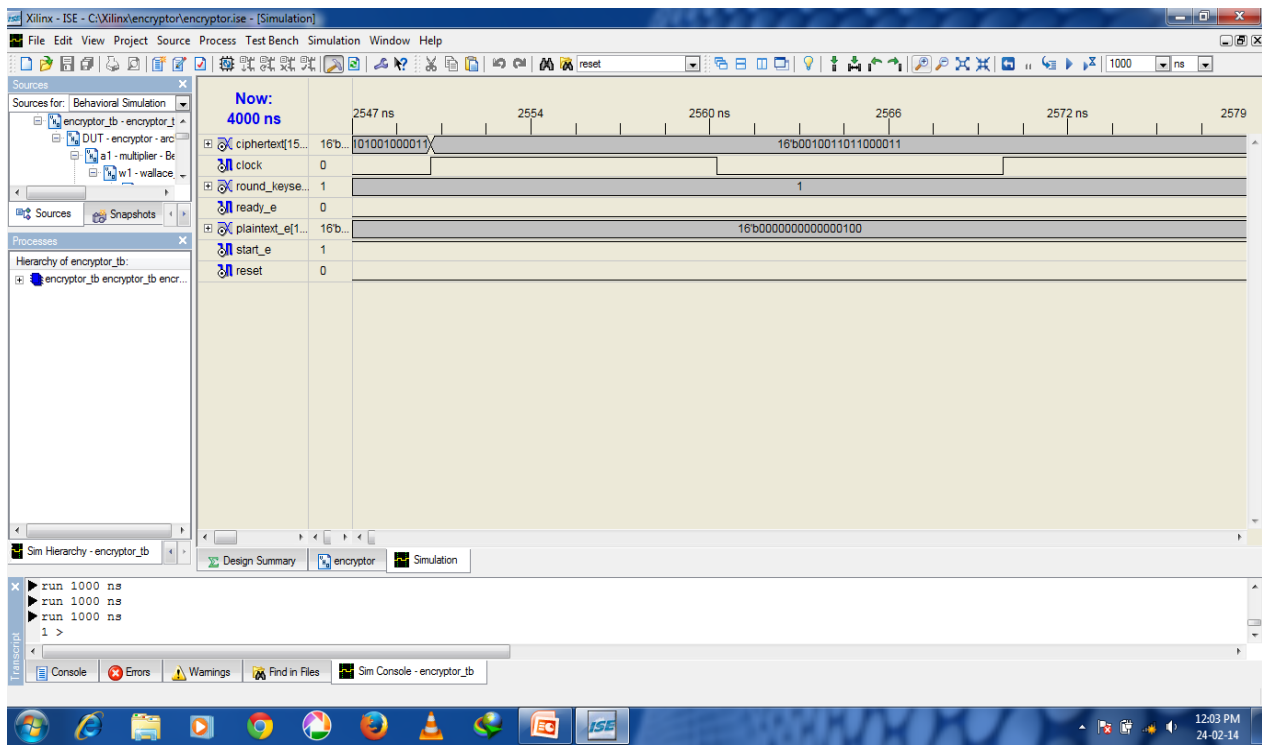 Xilinx - ISE - C:\Xilinx\encryptor\encryptor.ise - [Simulation]
File Edit View Project Source Process Test Bench Simulation Window Help
reset
1000
ns
Sources
Sources for: Behavioral Simulation
encryptor_tb - encryptor_t
DUT - encryptor - arc
a1 - multiplier - Be
w1 - wallace_
Sources
Snapshots
Processes
Hierarchy of encryptor_tb:
encryptor_tb encryptor_tb encr...
Sim Hierarchy - encryptor_tb
Now:
4000 ns
2547 ns 2554 2560 ns 2566 2572 ns 2579
ciphertext[15... 16'b... 101001000011 16'b0010011011000011
clock 0
round_keyse... 1 1
ready_e 0
plaintext_e[1... 16'b... 16'b0000000000000100
start_e 1
reset 0
Design Summary encryptor Simulation
Transcript
run 1000 ns
run 1000 ns
run 1000 ns
1 >
Console Errors Warnings Find in Files Sim Console - encryptor_tb
EC
ISE
12:03 PM
24-02-14